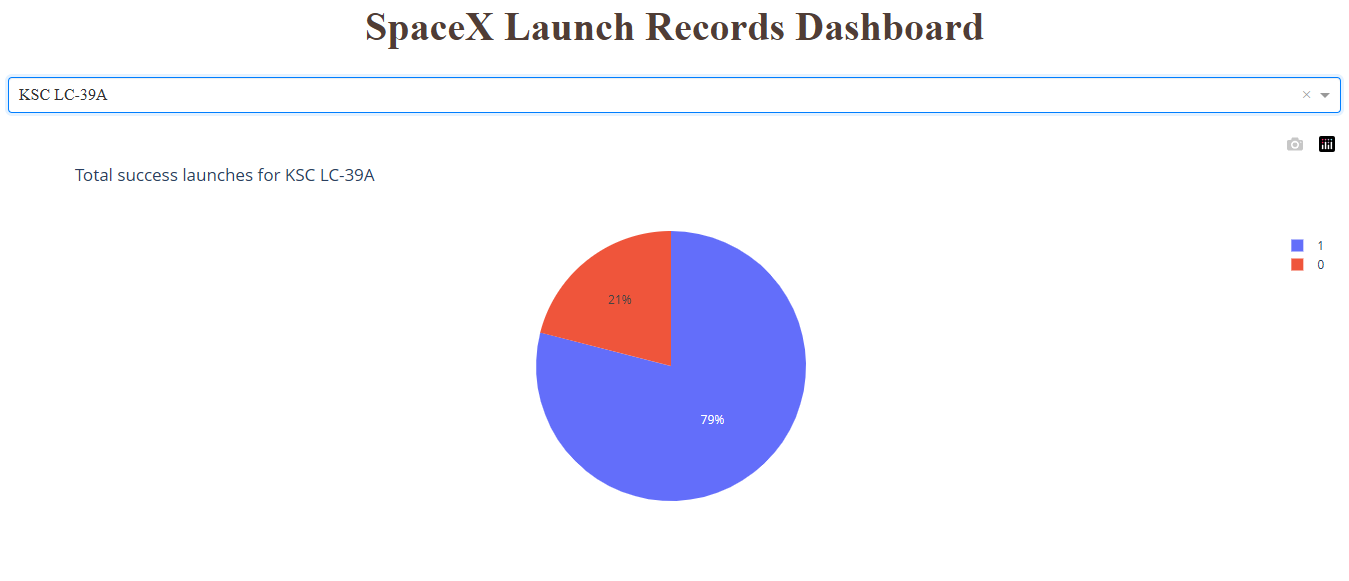 SpaceX Launch Records Dashboard
KSC LC-39A
Total success launches for KSC LC-39A
1
0
21%
79%